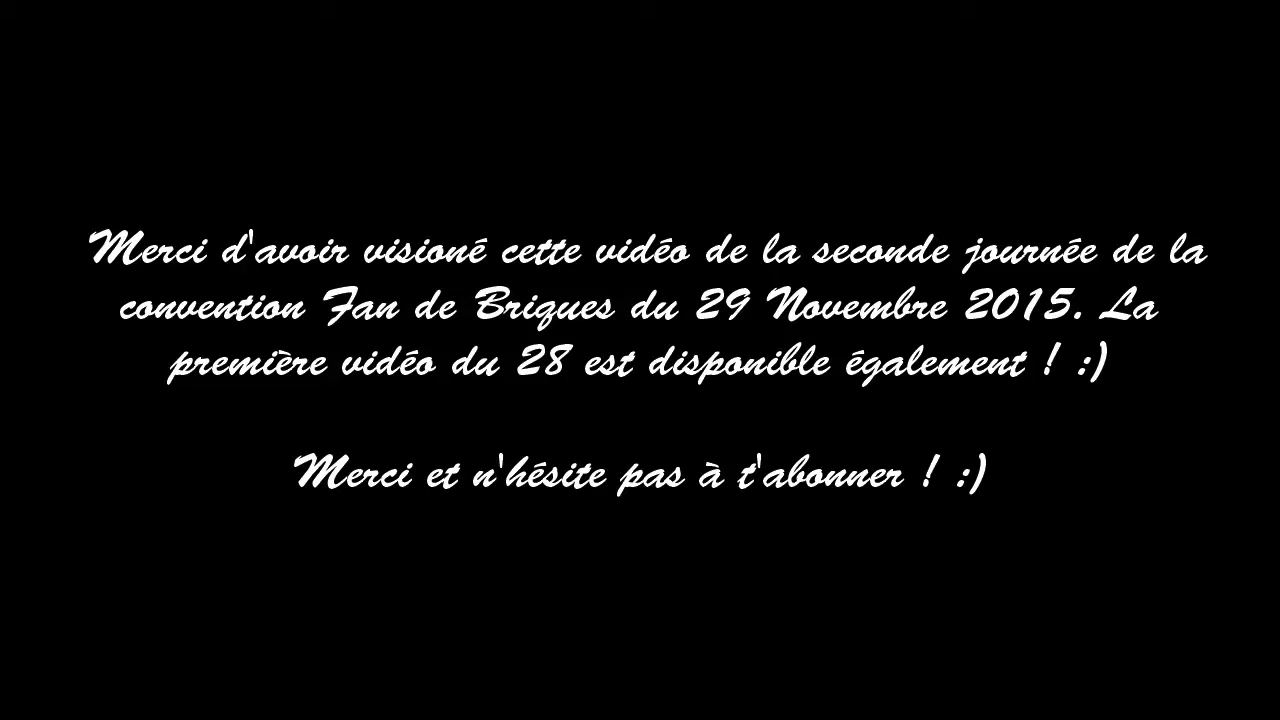 Merci d'avoir visioné cette vidéo de la seconde journée de la
convention Fan de Briques du 29 Novembre 2015. La
première vidéo du 28 est disponible également ! :)
Merci et n'hésite pas à t'abonner ! :)